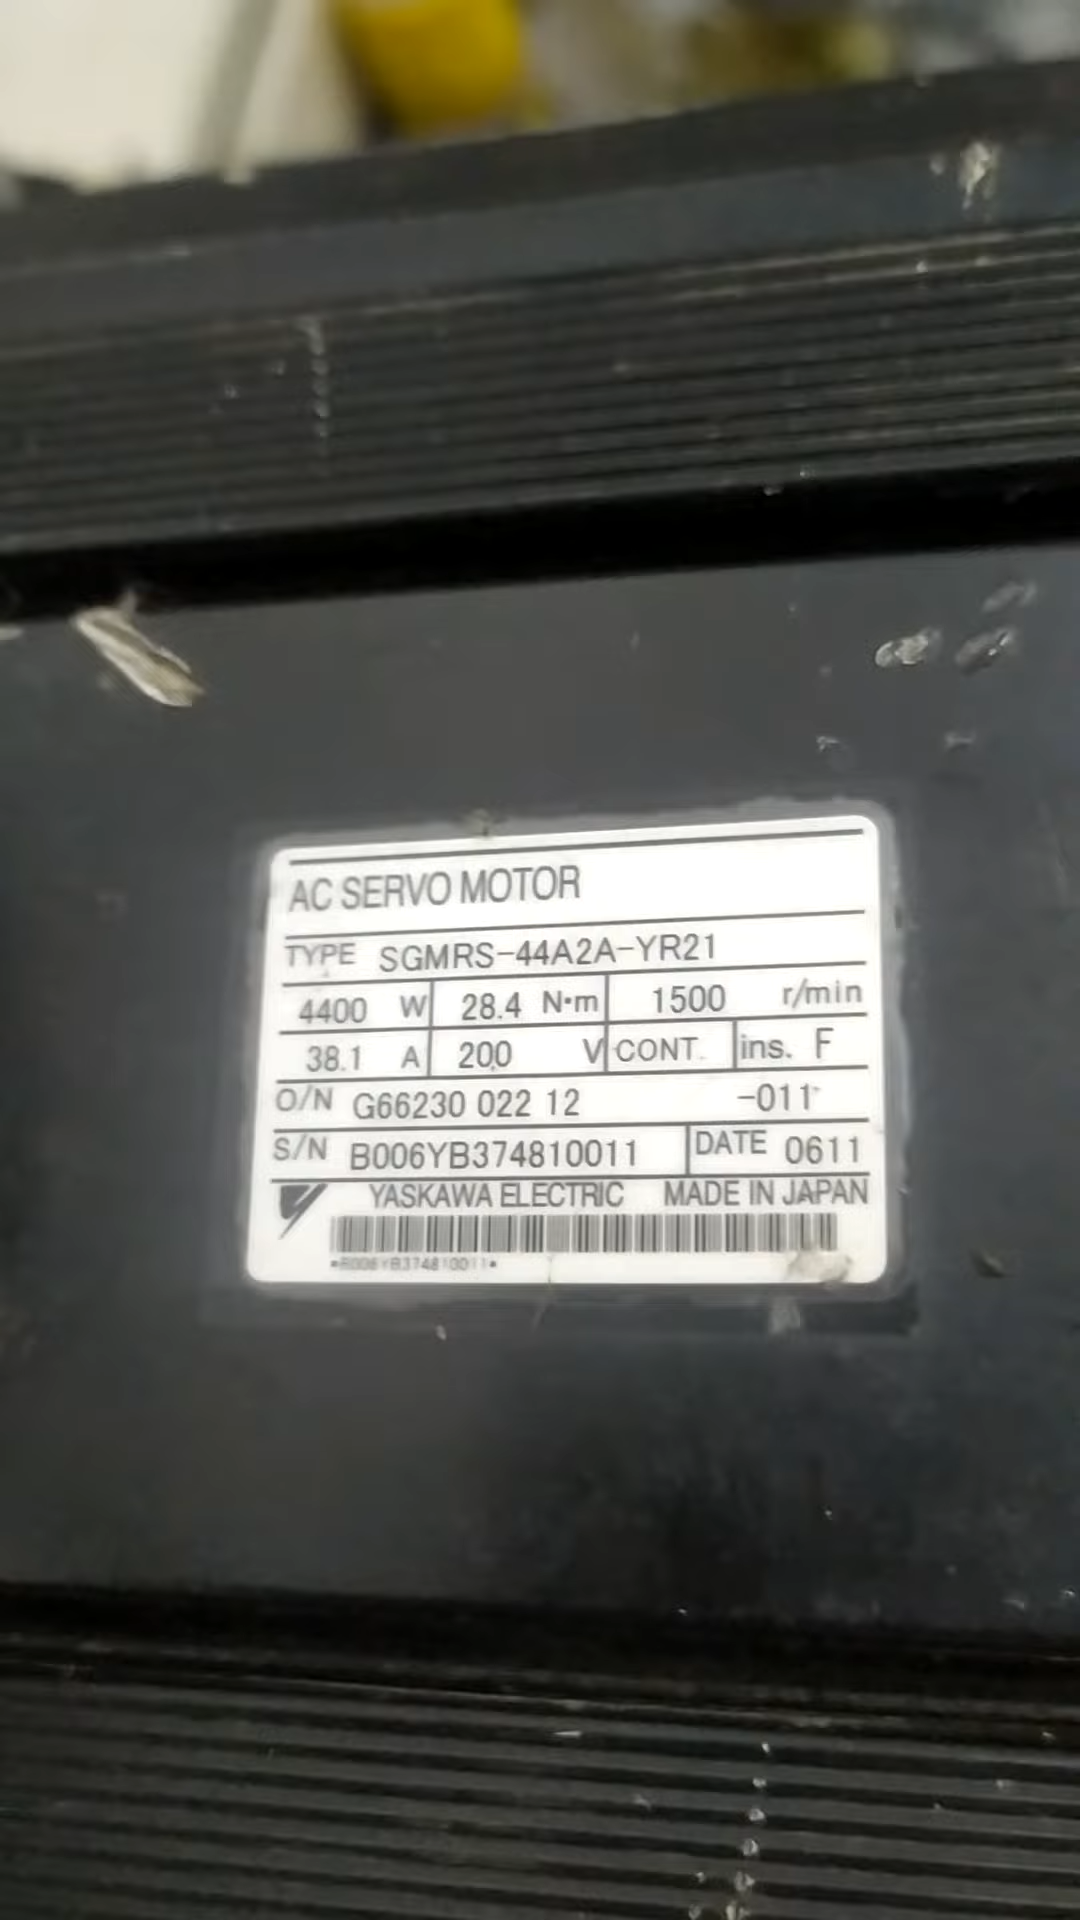 AC SERVO MOTOR
TYPE SGMRS-44A2A-YR21
4400 W 28.4 N·m 1500 r/min
38.1 A 200 V CONT. ins. F
O/N G66230 022 12 -011
S/N B006YB374810011 DATE 0611
YASKAWA ELECTRIC MADE IN JAPAN
*B006YB374810011*